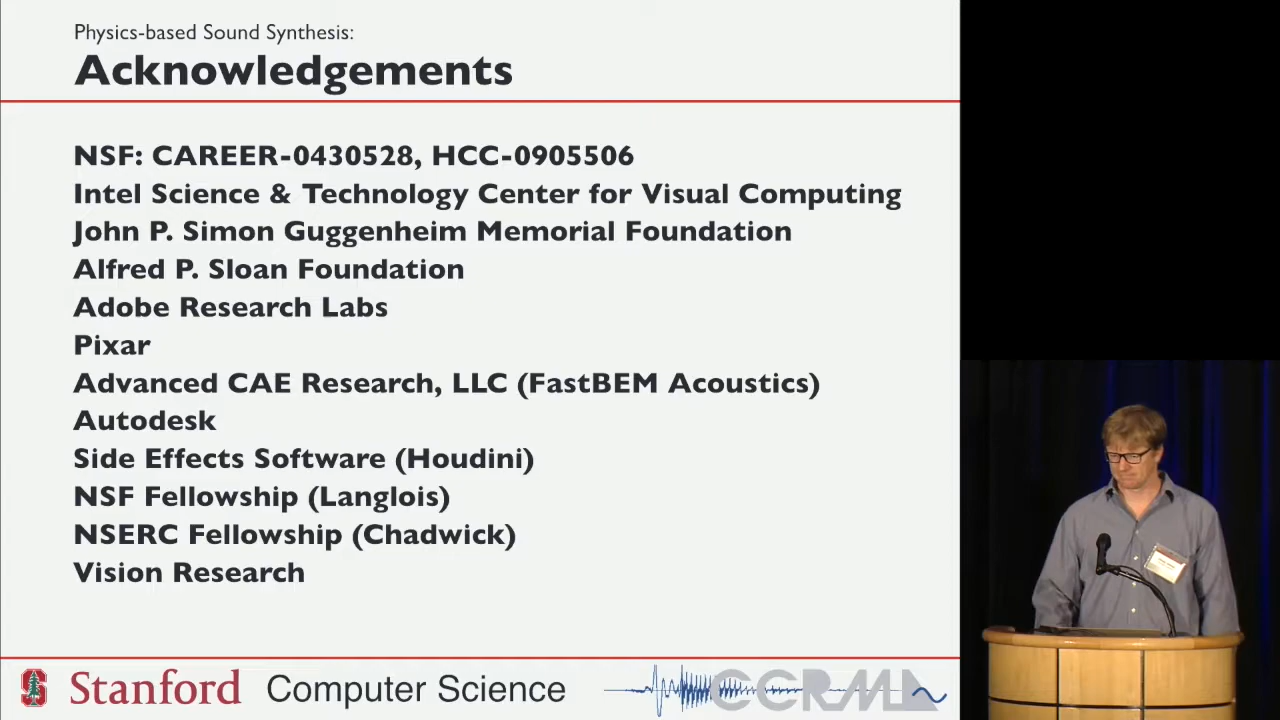 Physics-based Sound Synthesis:
Acknowledgements
NSF: CAREER-0430528, HCC-0905506
Intel Science & Technology Center for Visual Computing
John P. Simon Guggenheim Memorial Foundation
Alfred P. Sloan Foundation
Adobe Research Labs
Pixar
Advanced CAE Research, LLC (FastBEM Acoustics)
Autodesk
Side Effects Software (Houdini)
NSF Fellowship (Langlois)
NSERC Fellowship (Chadwick)
Vision Research
Stanford Computer Science
CCRMA